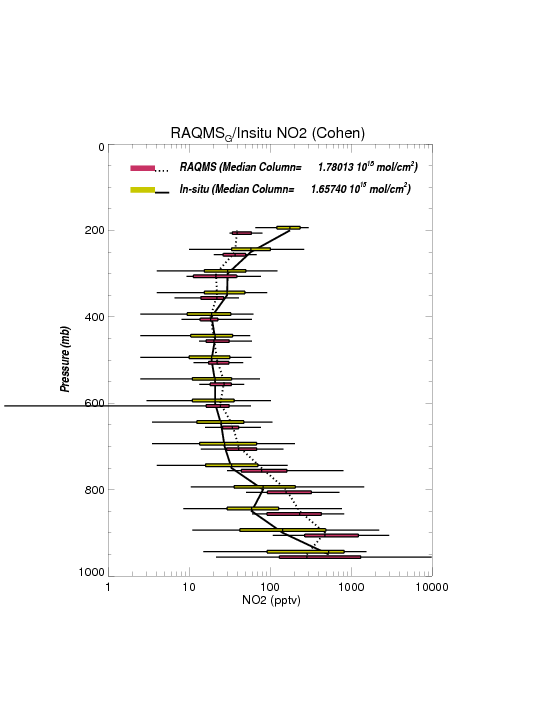 RAQMS_G/Insitu NO2 (Cohen)
0
RAQMS (Median Column= 1.78013 10^15 mol/cm^2)
In-situ (Median Column= 1.65740 10^15 mol/cm^2)
200
400
Pressure (mb)
600
800
1000
1 10 100 1000 10000
NO2 (pptv)